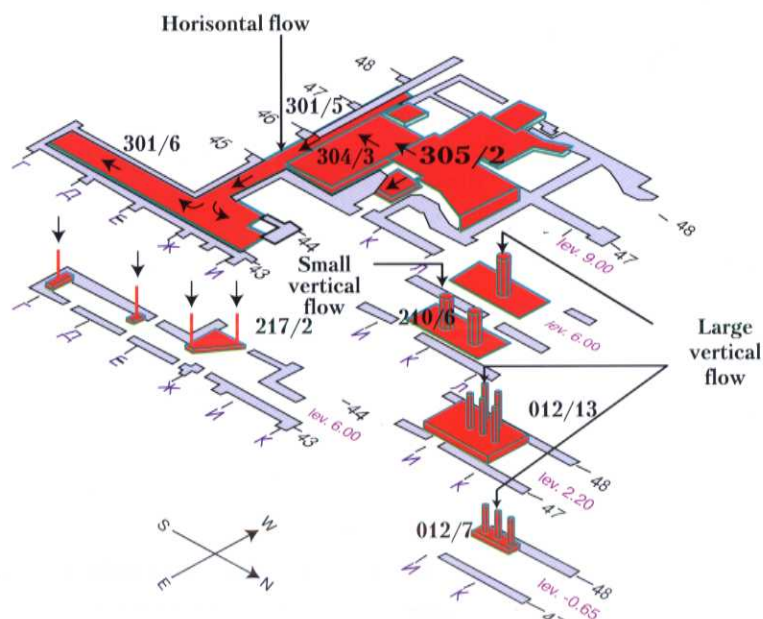 Horisontal flow
48
47
301/5
46
301/6
45
304/3
305/2
Г
Д
Е
Ж
И
44
43
К
Л
48
47
lev. 9.00
Small
vertical
flow
210/6
lev. 6.00
И
К
Л
Large
vertical
flow
217/2
Г
Д
Е
Ж
И
К
44
43
lev. 6.00
012/13
И
К
48
47
lev. 2.20
012/7
И
К
48
lev. -0.65
S
W
E
N